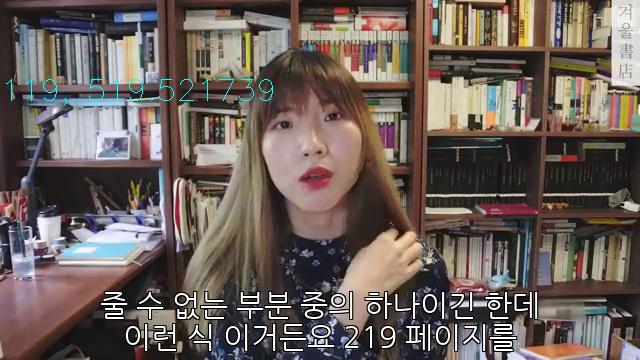 겨울書店
119, 519.521739
줄 수 없는 부분 중의 하나이긴 한데
이런 식 이거든요 219 페이지를